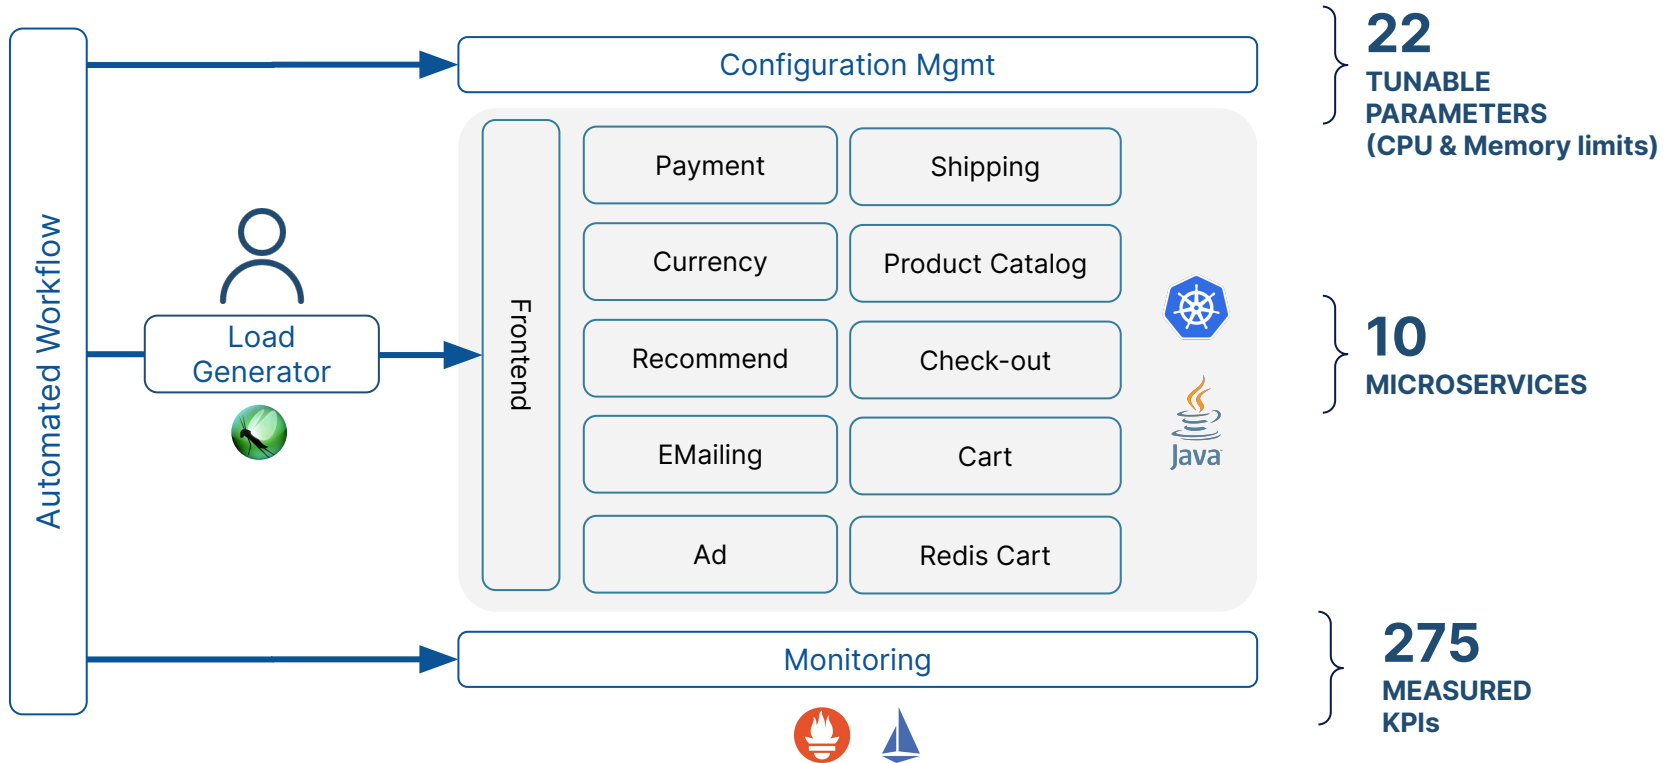 Automated Workflow
Configuration Mgmt
Load
Generator
Frontend
Payment
Shipping
Currency
Product Catalog
Recommend
Check-out
EMailing
Cart
Ad
Redis Cart
Java
Monitoring
22
TUNABLE
PARAMETERS
(CPU & Memory limits)
10
MICROSERVICES
275
MEASURED
KPIs